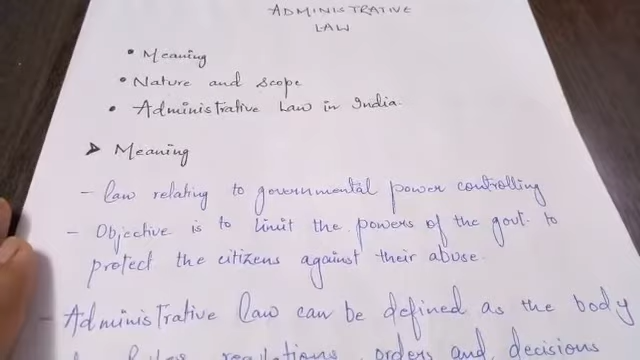 ADMINISTRATIVE
LAW
• Meaning
• Nature and scope
• Administrative Law in India.
➤ Meaning
- Law relating to governmental power controlling
- Objective is to limit the powers of the govt. to
protect the citizens against their abuse.
- Administrative law can be defined as the body
rules, regulations, orders and decisions